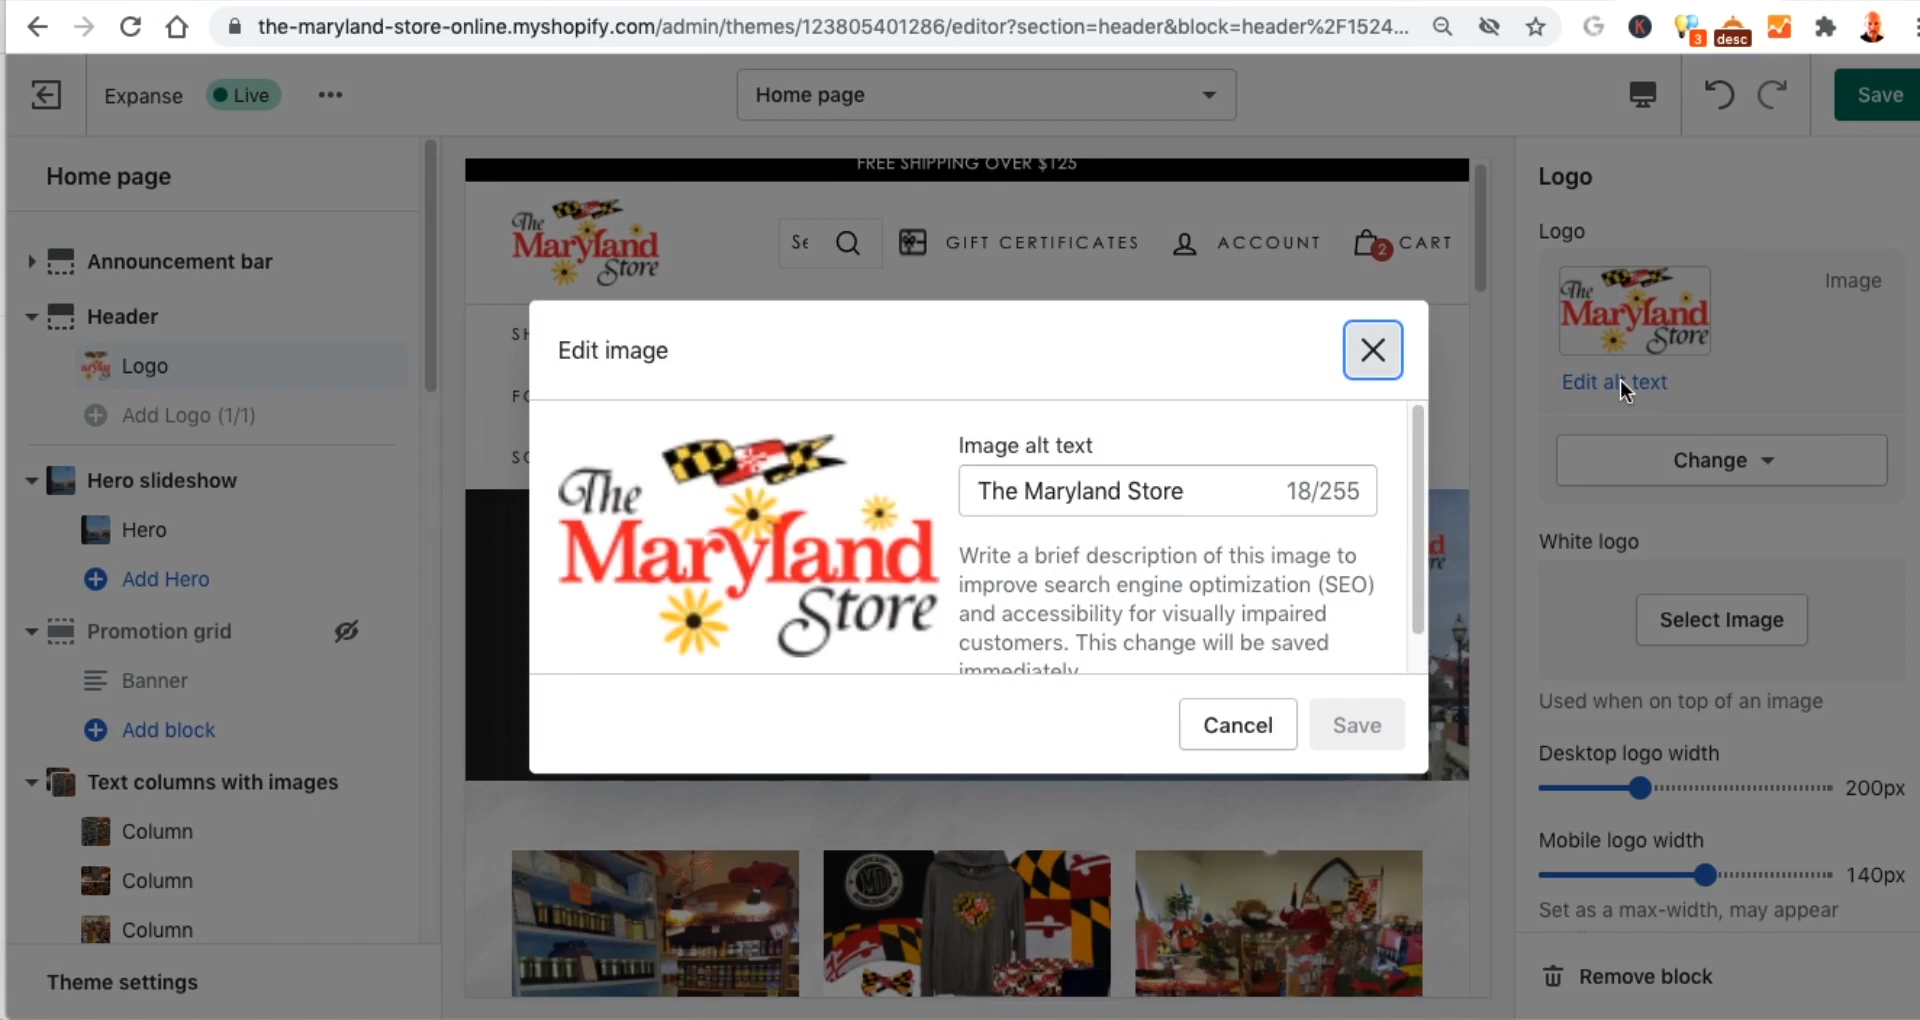 the-maryland-store-online.myshopify.com/admin/themes/123805401286/editor?section=header&block=header%2F1524...
3
desc
Expanse
Live
Home page
Save
Home page
Announcement bar
Header
Logo
Add Logo (1/1)
Hero slideshow
Hero
Add Hero
Promotion grid
Banner
Add block
Text columns with images
Column
Column
Column
Theme settings
FREE SHIPPING OVER $125
The
Maryland
Store
Se
GIFT CERTIFICATES
ACCOUNT
2
CART
SH
FO
SC
Edit image
The
Maryland
Store
Image alt text
The Maryland Store
18/255
Write a brief description of this image to
improve search engine optimization (SEO)
and accessibility for visually impaired
customers. This change will be saved
immediately.
Cancel
Save
Logo
Logo
The
Maryland
Store
Image
Edit alt text
Change
White logo
Select Image
Used when on top of an image
Desktop logo width
200px
Mobile logo width
140px
Set as a max-width, may appear
Remove block